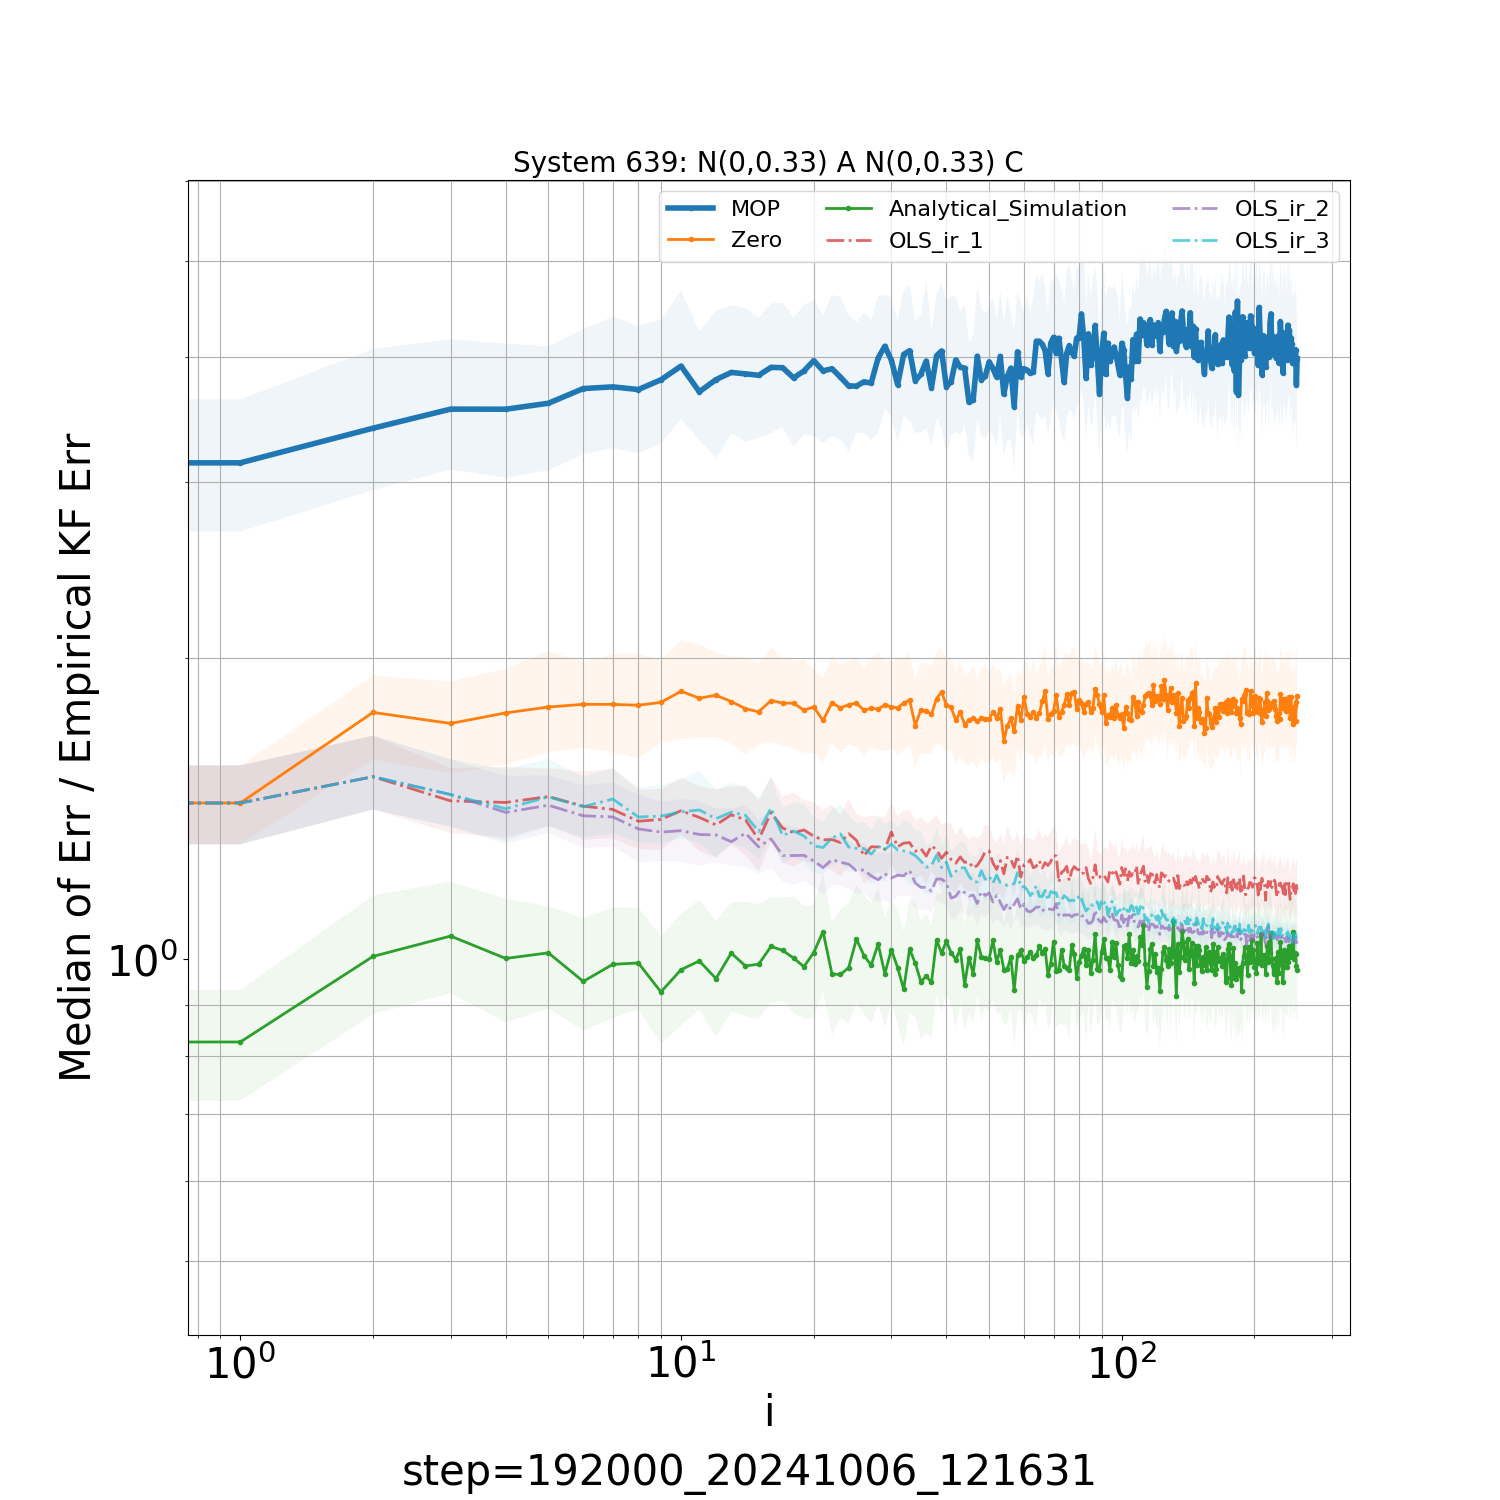 System 639: N(0,0.33) A N(0,0.33) C
MOP
Zero
Analytical_Simulation
OLS_ir_1
OLS_ir_2
OLS_ir_3
Median of Err / Empirical KF Err
10⁰
10⁰ 10¹ 10²
i
step=192000_20241006_121631